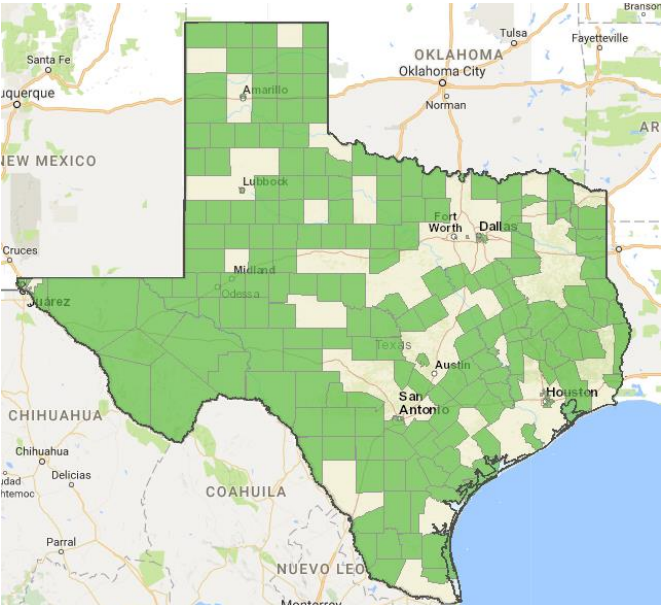 Branson
Tulsa
Fayetteville
OKLAHOMA
Santa Fe
Oklahoma City
uquerque
Amarillo
Norman
AR
NEW MEXICO
Lubbock
Fort
Worth
Dallas
Cruces
Midland
Odessa
Juárez
Texas
Austin
San
Antonio
Houston
CHIHUAHUA
Chihuahua
Delicias
COAHUILA
Parral
NUEVO LEO
Monterrey